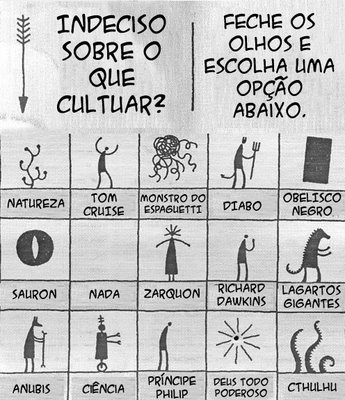 INDECISO
SOBRE O
QUE
CULTUAR?
FECHE OS
OLHOS E
ESCOLHA UMA
OPÇÃO
ABAIXO.
NATUREZA
TOM
CRUISE
MONSTRO DO
ESPAGUETTI
DIABO
OBELISCO
NEGRO
SAURON
NADA
ZARQUON
RICHARD
DAWKINS
LAGARTOS
GIGANTES
ANUBIS
CIÊNCIA
PRÍNCIPE
PHILIP
DEUS TODO
PODEROSO
CTHULHU